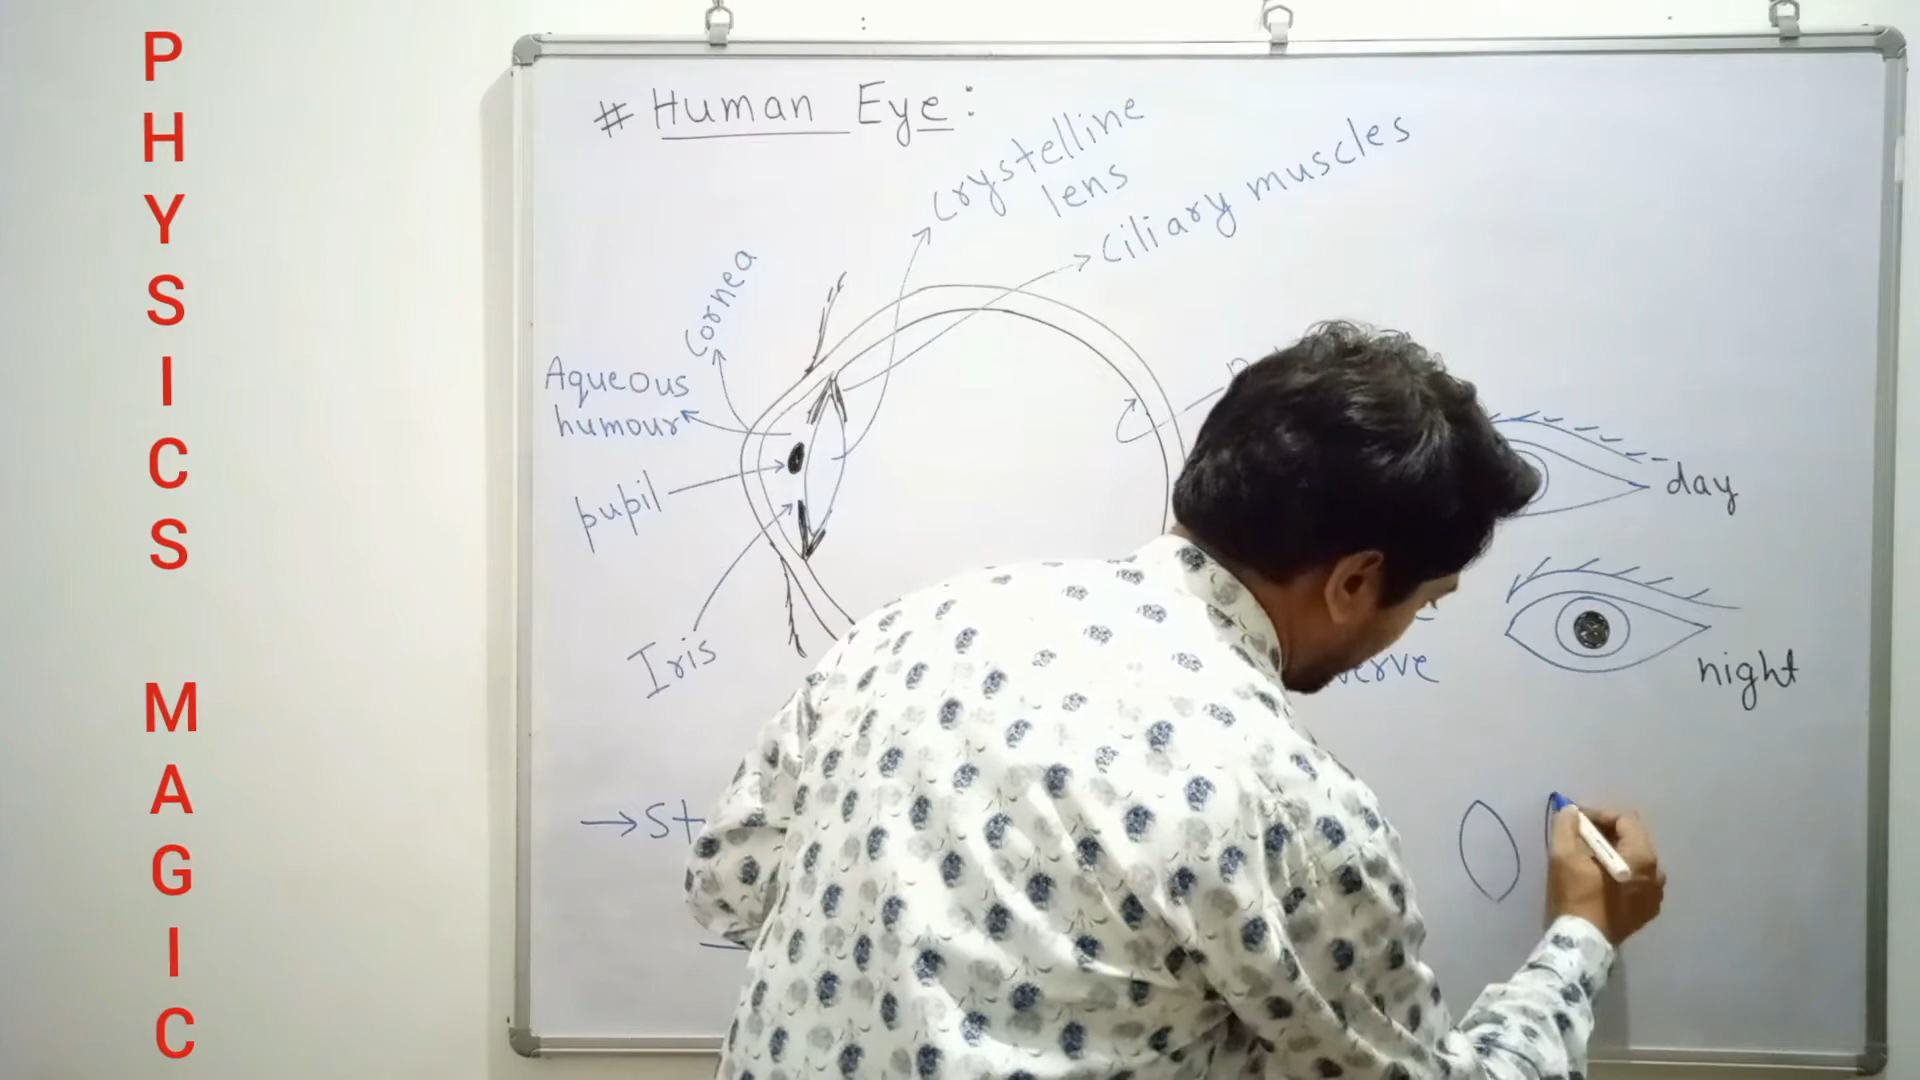 PHYSICS MAGIC
# Human Eye:
Crystelline
lens
Ciliary muscles
Cornea
Aqueous
humour
pupil
Iris
day
night
→ St